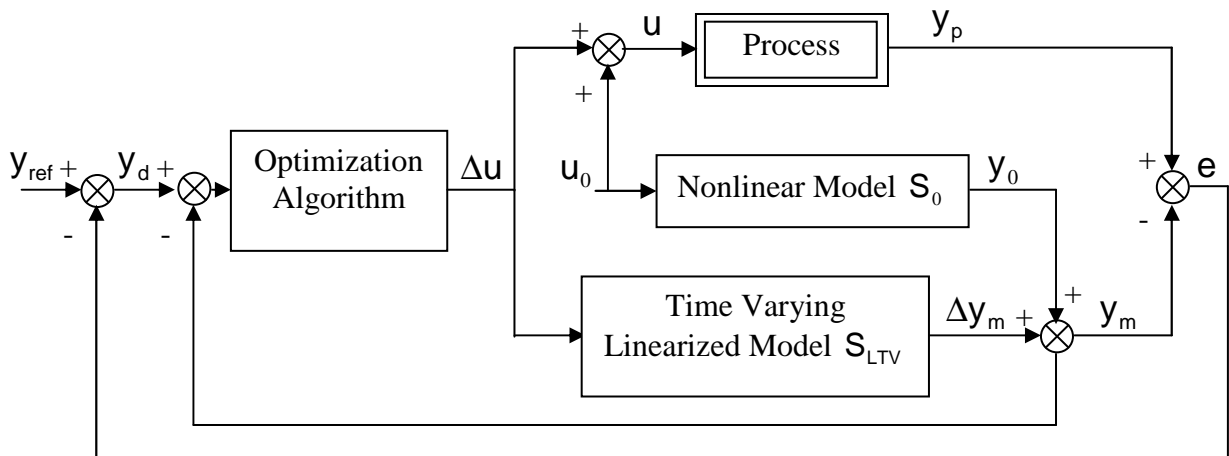 + u Process y_p
+
y_ref + y_d + Optimization Algorithm Δu u_0 Nonlinear Model S_0 y_0 + e
- - -
Time Varying Linearized Model S_LTV Δy_m + + y_m